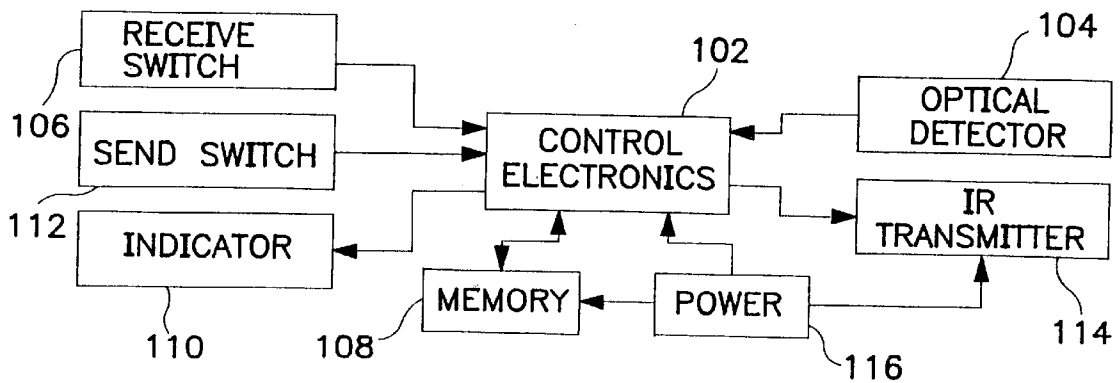 RECEIVE
SWITCH
106
SEND SWITCH
112
INDICATOR
110
102
CONTROL
ELECTRONICS
MEMORY
108
POWER
116
104
OPTICAL
DETECTOR
IR
TRANSMITTER
114